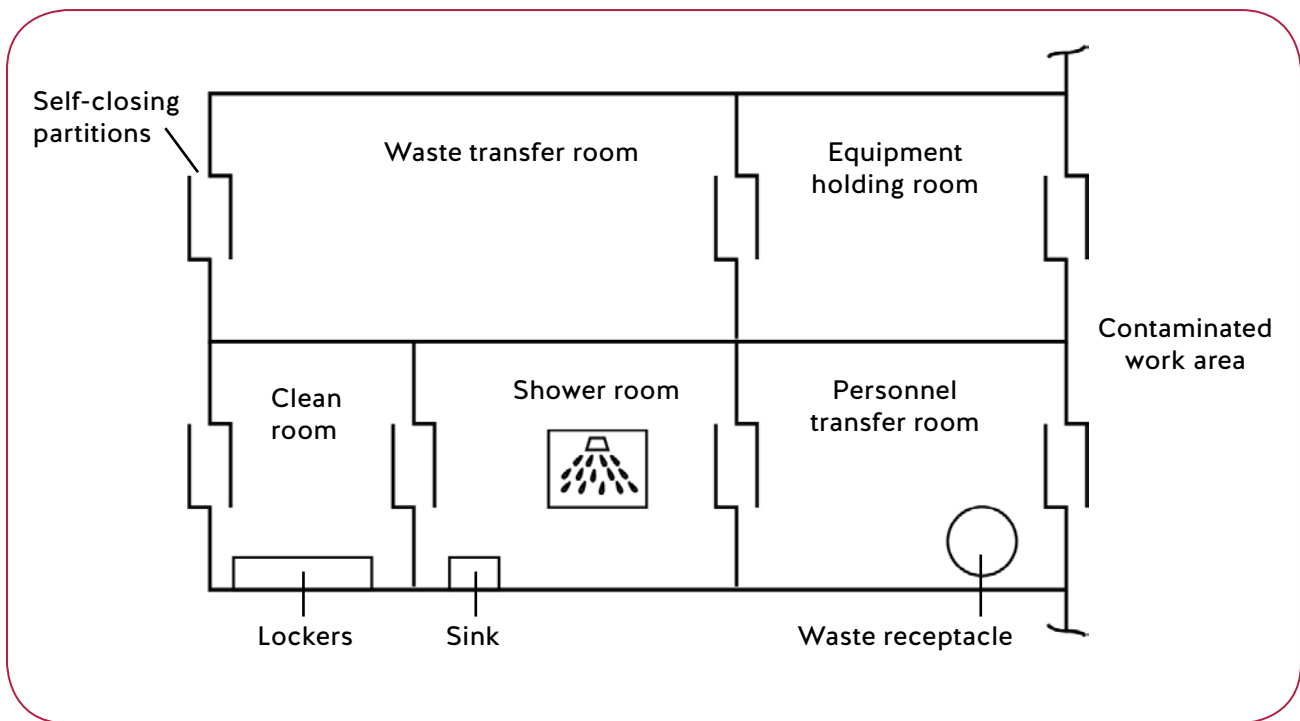 Self-closing
partitions
Waste transfer room
Equipment
holding room
Contaminated
work area
Clean
room
Shower room
Personnel
transfer room
Lockers
Sink
Waste receptacle